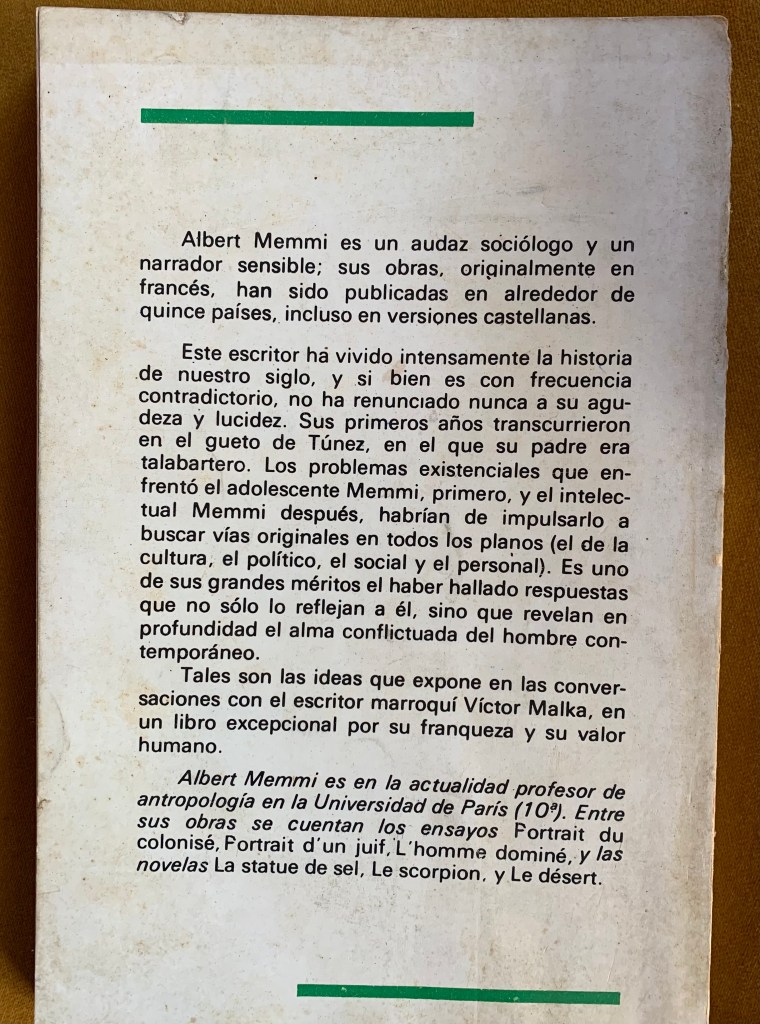 Albert Memmi es un audaz sociólogo y un
narrador sensible; sus obras, originalmente en
francés, han sido publicadas en alrededor de
quince países, incluso en versiones castellanas.
Este escritor ha vivido intensamente la historia
de nuestro siglo, y si bien es con frecuencia
contradictorio, no ha renunciado nunca a su agu-
deza y lucidez. Sus primeros años transcurrieron
en el gueto de Túnez, en el que su padre era
talabartero. Los problemas existenciales que en-
frentó el adolescente Memmi, primero, y el intelec-
tual Memmi después, habrían de impulsarlo a
buscar vías originales en todos los planos (el de la
cultura, el político, el social y el personal). Es uno
de sus grandes méritos el haber hallado respuestas
que no sólo lo reflejan a él, sino que revelan en
profundidad el alma conflictuada del hombre con-
temporáneo.
Tales son las ideas que expone en las conver-
saciones con el escritor marroquí Víctor Malka, en
un libro excepcional por su franqueza y su valor
humano.
Albert Memmi es en la actualidad profesor de
antropología en la Universidad de París (10ª). Entre
sus obras se cuentan los ensayos Portrait du
colonisé, Portrait d'un juif, L'homme dominé, y las
novelas La statue de sel, Le scorpion, y Le désert.